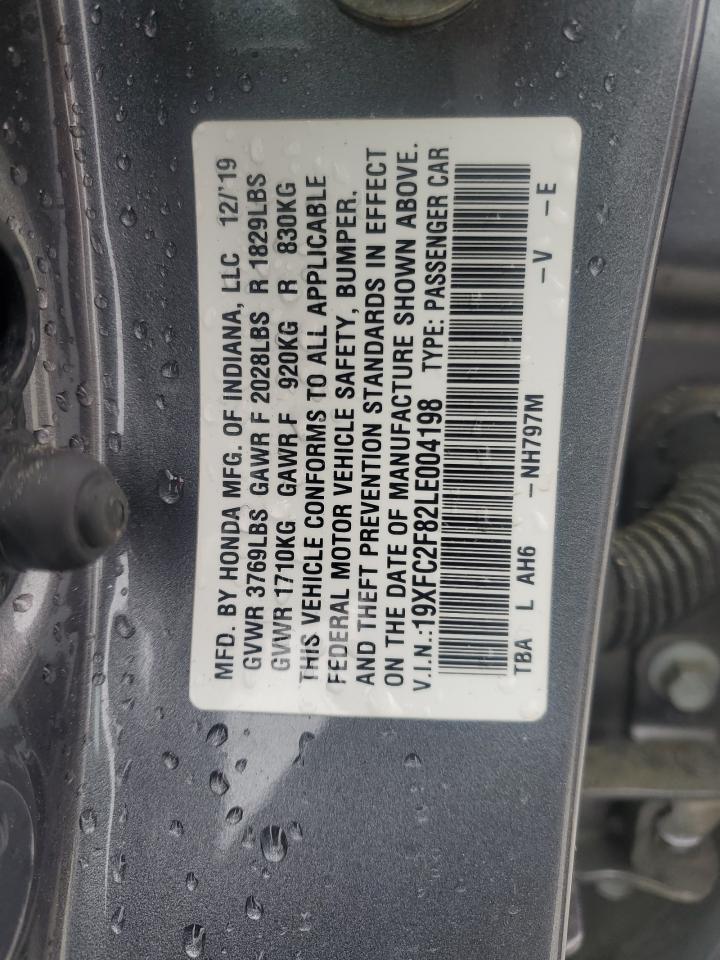 MFD. BY HONDA MFG. OF INDIANA, LLC 12/'19
GVWR 3769LBS GAWR F 2028LBS R 1829LBS
GVWR 1710KG GAWR F 920KG R 830KG
THIS VEHICLE CONFORMS TO ALL APPLICABLE
FEDERAL MOTOR VEHICLE SAFETY, BUMPER,
AND THEFT PREVENTION STANDARDS IN EFFECT
ON THE DATE OF MANUFACTURE SHOWN ABOVE.
V.I.N.:19XFC2F82LE004198 TYPE: PASSENGER CAR
TBA L AH6 -NH797M -V -E